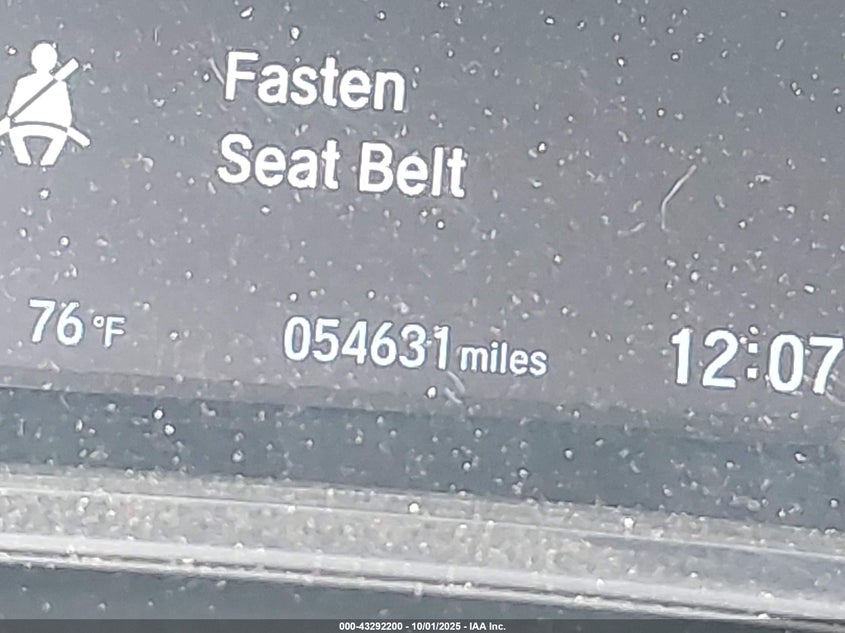 Fasten
Seat Belt
76 °F 054631 miles 12:07
000-43292200 - 10/01/2025 - IAA Inc.